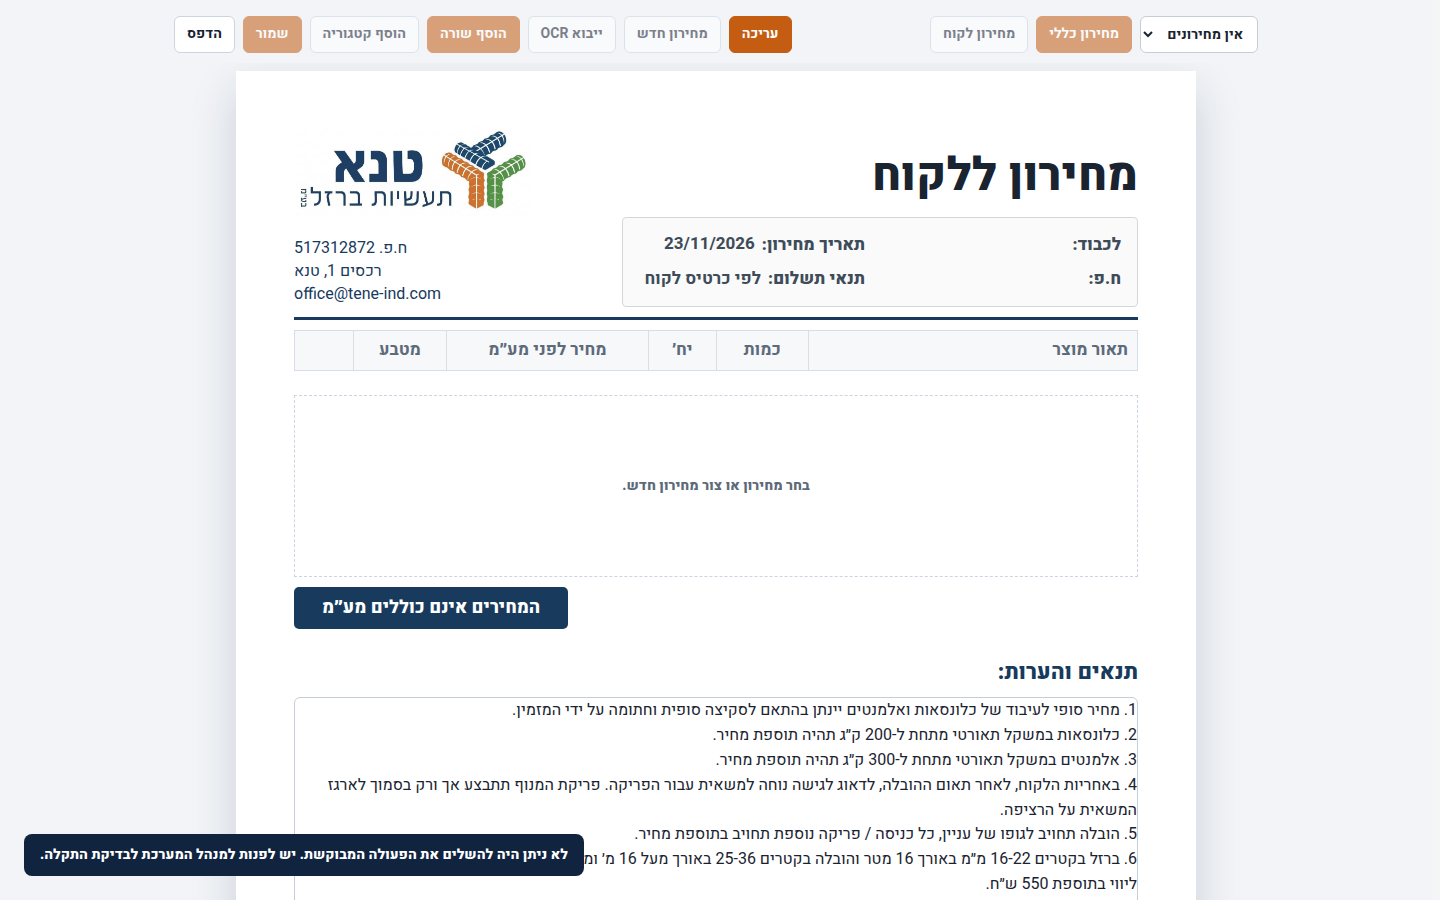 אין מחירונים
מחירון כללי
מחירון לקוח
עריכה
מחירון חדש
ייבוא OCR
הוסף שורה
הוסף קטגוריה
שמור
הדפס
מחירון ללקוח
טנא
תעשיות ברזל בע"מ
לכבוד:
תאריך מחירון: 23/11/2026
ח.פ:
תנאי תשלום: לפי כרטיס לקוח
ח.פ. 517312872
רכסים 1, טנא
office@tene-ind.com
תאור מוצר
כמות
יח׳
מחיר לפני מע״מ
מטבע
בחר מחירון או צור מחירון חדש.
המחירים אינם כוללים מע״מ
תנאים והערות:
1. מחיר סופי לעיבוד של כלונסאות ואלמנטים יינתן בהתאם לסקיצה סופית וחתומה על ידי המזמין.
2. כלונסאות במשקל תאורטי מתחת ל-200 ק״ג תהיה תוספת מחיר.
3. אלמנטים במשקל תאורטי מתחת ל-300 ק״ג תהיה תוספת מחיר.
4. באחריות הלקוח, לאחר תאום ההובלה, לדאוג לגישה נוחה למשאית עבור הפריקה. פריקת המנוף תתבצע אך ורק בסמוך לארגז
המשאית על הרציפה.
5. הובלה תחויב לגופו של עניין, כל כניסה / פריקה נוספת תחויב בתוספת מחיר.
6. ברזל בקטרים 16-22 מ״מ באורך 16 מטר והובלה בקטרים 25-36 באורך מעל 16 מ׳
ליווי בתוספת 550 ש״ח.
לא ניתן היה להשלים את הפעולה המבוקשת. יש לפנות למנהל המערכת לבדיקת התקלה.